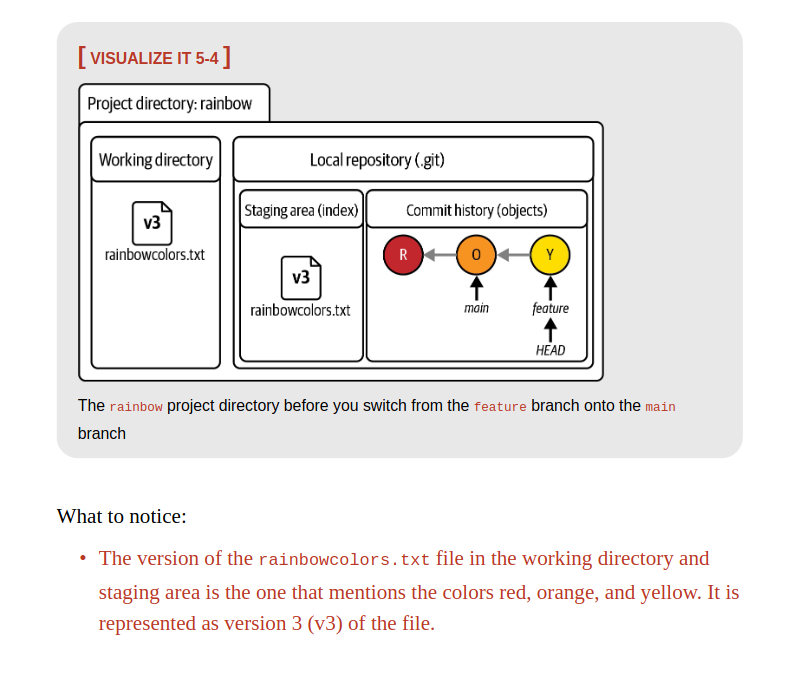 [ VISUALIZE IT 5-4 ]
Project directory: rainbow
Working directory
Local repository (.git)
Staging area (index)
Commit history (objects)
v3
rainbowcolors.txt
v3
rainbowcolors.txt
R
O
Y
main
feature
HEAD
The rainbow project directory before you switch from the feature branch onto the main
branch
What to notice:
• The version of the rainbowcolors.txt file in the working directory and
staging area is the one that mentions the colors red, orange, and yellow. It is
represented as version 3 (v3) of the file.